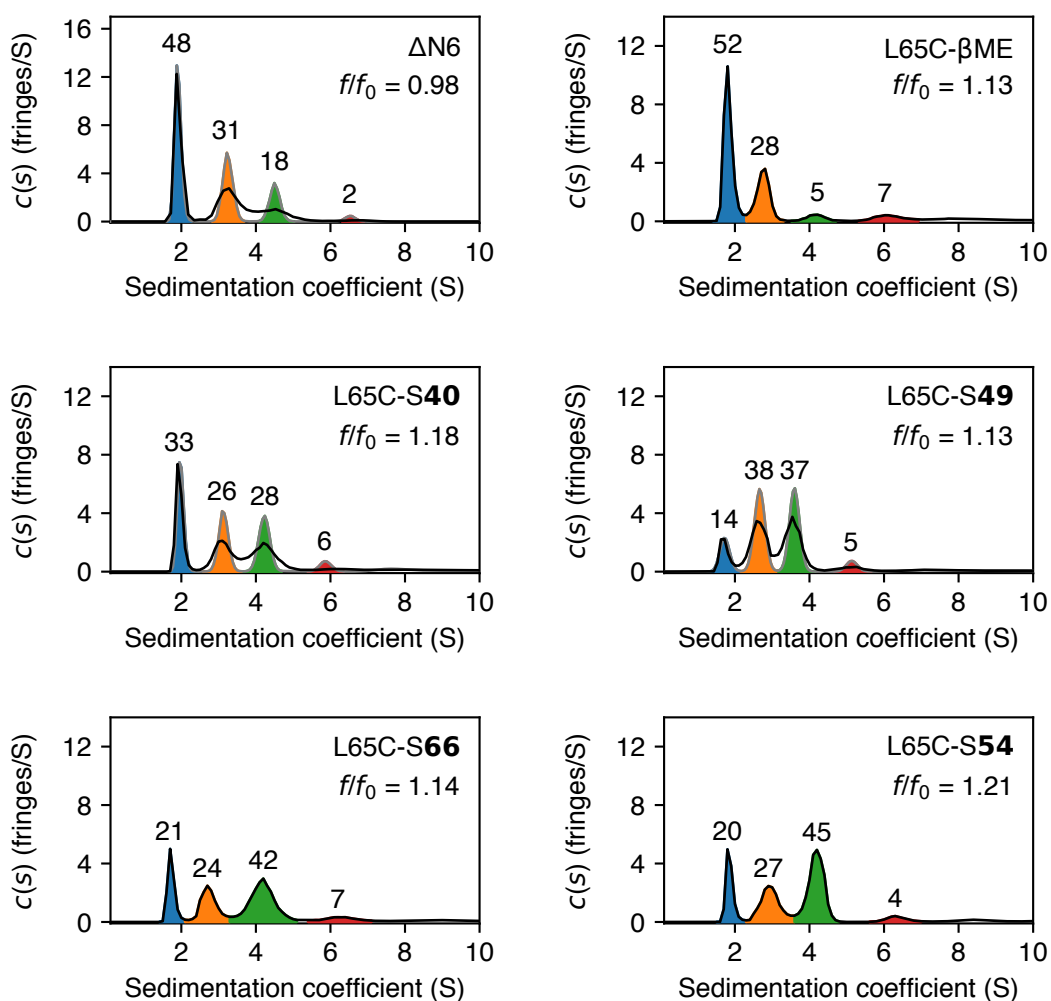 ΔN6
f/f0 = 0.98
48
31
18
2
16
12
8
4
0
2 4 6 8 10
c(s) (fringes/S)
Sedimentation coefficient (S)
L65C-βME
f/f0 = 1.13
52
28
5
7
12
8
4
0
2 4 6 8 10
c(s) (fringes/S)
Sedimentation coefficient (S)
L65C-S40
f/f0 = 1.18
33
26
28
6
12
8
4
0
2 4 6 8 10
c(s) (fringes/S)
Sedimentation coefficient (S)
L65C-S49
f/f0 = 1.13
14
38
37
5
12
8
4
0
2 4 6 8 10
c(s) (fringes/S)
Sedimentation coefficient (S)
L65C-S66
f/f0 = 1.14
21
24
42
7
12
8
4
0
2 4 6 8 10
c(s) (fringes/S)
Sedimentation coefficient (S)
L65C-S54
f/f0 = 1.21
20
27
45
4
12
8
4
0
2 4 6 8 10
c(s) (fringes/S)
Sedimentation coefficient (S)